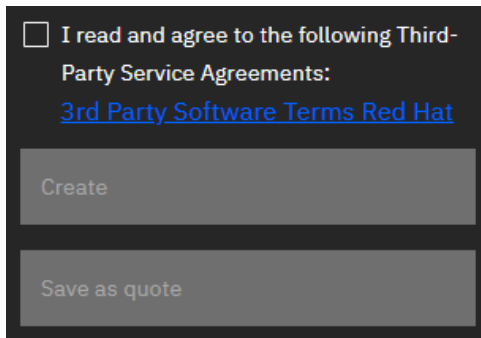 I read and agree to the following Third-
Party Service Agreements:
3rd Party Software Terms Red Hat
Create
Save as quote